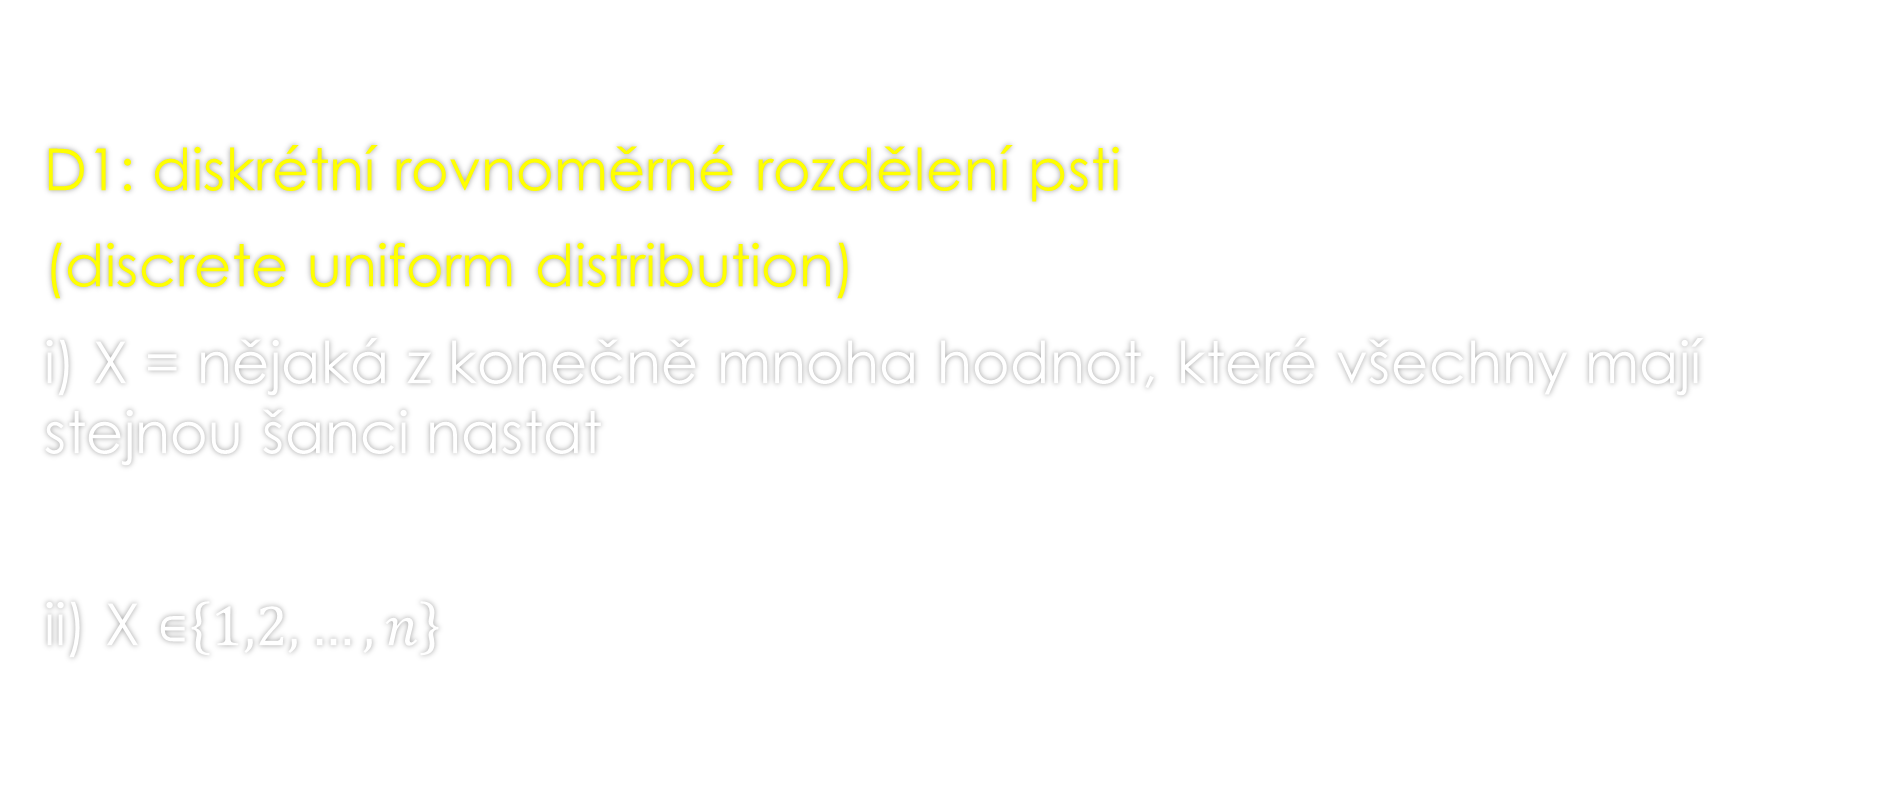 D1: diskrétní rovnoměrné rozdělení psti
(discrete uniform distribution)
i) X = nějaká z konečně mnoha hodnot, které všechny mají
stejnou šanci nastat
ii) X ∈{1,2, … , n}